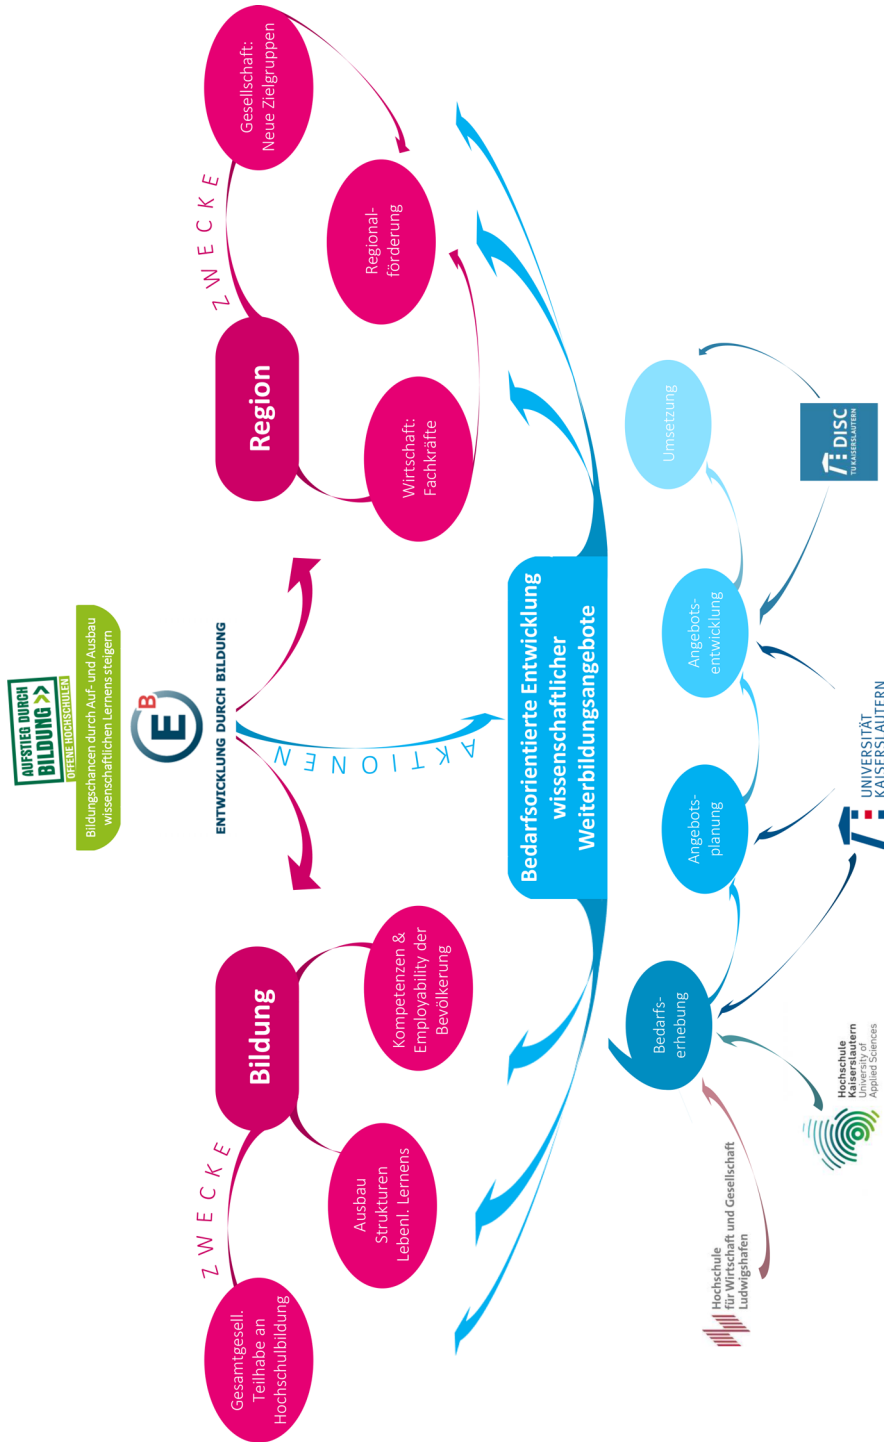 AUFSTIEG DURCH
BILDUNG >>
OFFENE HOCHSCHULEN
Bildungschancen durch Auf- und Ausbau
wissenschaftlichen Lernens steigern
E
B
ENTWICKLUNG DURCH BILDUNG
ZWECKE
Bildung
Gesamtgesell.
Teilhabe an
Hochschulbildung
Ausbau
Strukturen
Lebenl. Lernens
Kompetenzen &
Employability der
Bevölkerung
ZWECKE
Region
Wirtschaft:
Fachkräfte
Regional-
förderung
Gesellschaft:
Neue Zielgruppen
AKTIONEN
Bedarfsorientierte Entwicklung
wissenschaftlicher
Weiterbildungsangebote
Bedarfs-
erhebung
Angebots-
planung
Angebots-
entwicklung
Umsetzung
Hochschule
für Wirtschaft und Gesellschaft
Ludwigshafen
Hochschule
Kaiserslautern
University of
Applied Sciences
UNIVERSITÄT
KAISERSLAUTERN
DISC
TU KAISERSLAUTERN